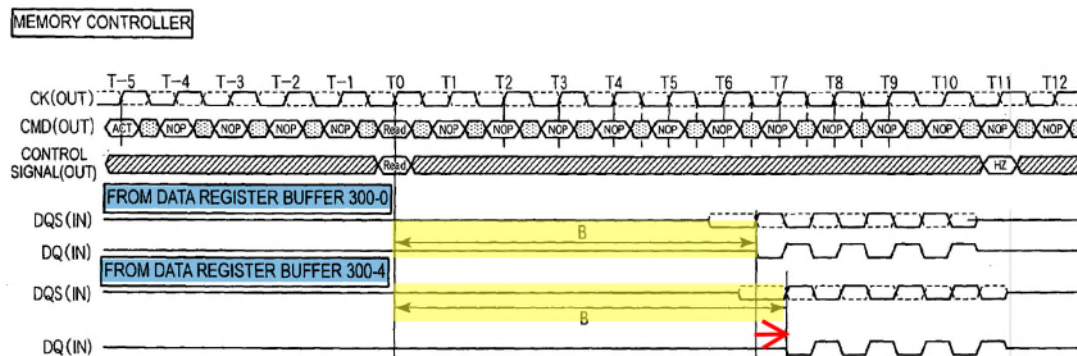 MEMORY CONTROLLER
T-5 T-4 T-3 T-2 T-1 T0 T1 T2 T3 T4 T5 T6 T7 T8 T9 T10 T11 T12
CK(OUT)
CMD(OUT) ACT NOP NOP NOP NOP Read NOP NOP NOP NOP NOP NOP NOP NOP NOP NOP NOP NOP
CONTROL
SIGNAL(OUT) Read HZ
FROM DATA REGISTER BUFFER 300-0
DQS(IN)
B
DQ(IN)
FROM DATA REGISTER BUFFER 300-4
DQS(IN)
B
DQ(IN)